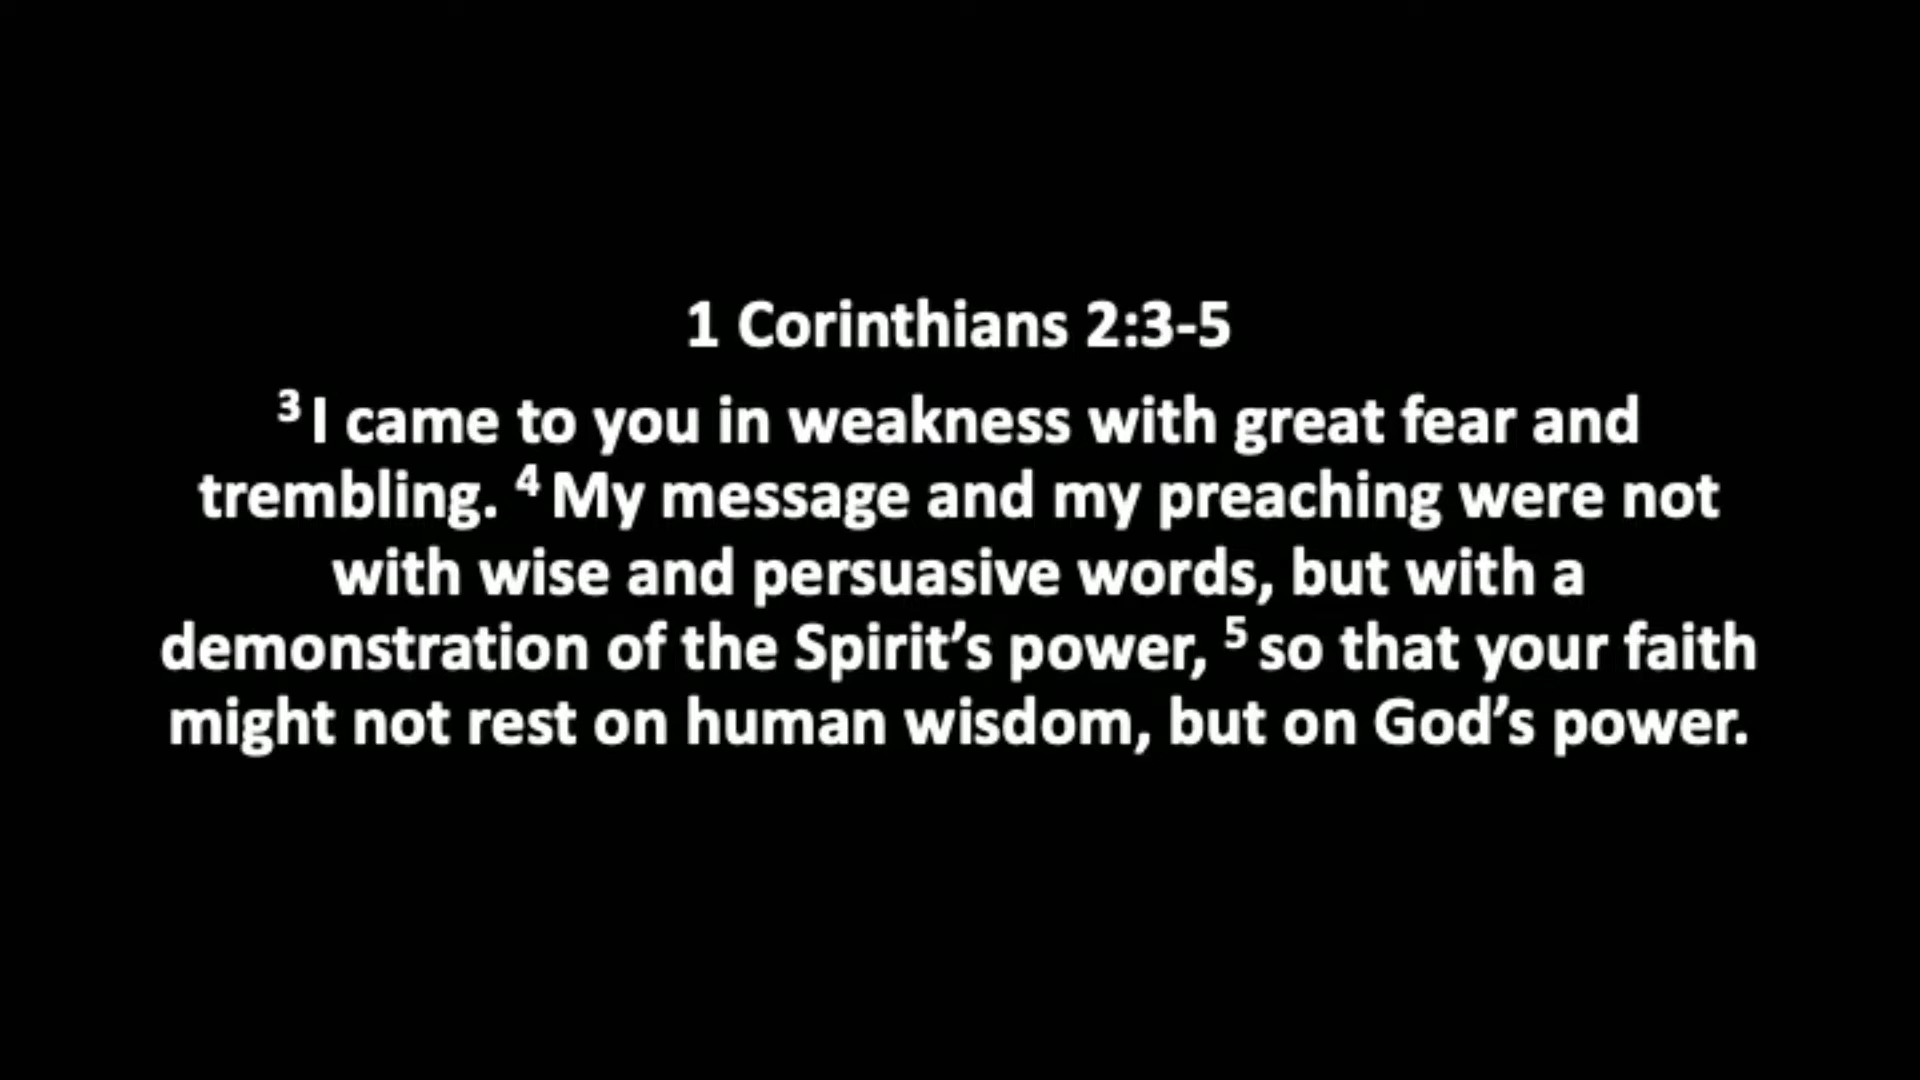 1 Corinthians 2:3-5
³ I came to you in weakness with great fear and
trembling. ⁴ My message and my preaching were not
with wise and persuasive words, but with a
demonstration of the Spirit’s power, ⁵ so that your faith
might not rest on human wisdom, but on God’s power.